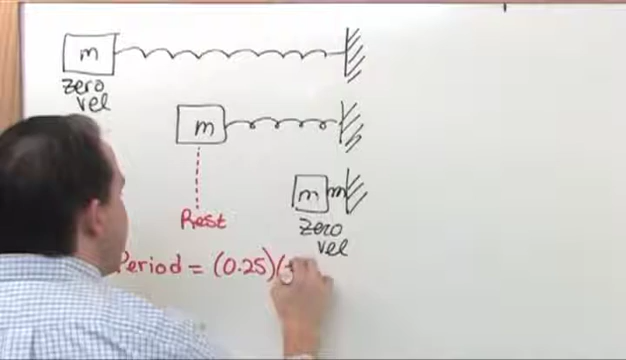 m
zero
vel
m
Rest
m
zero
vel
Period = (0.25)(